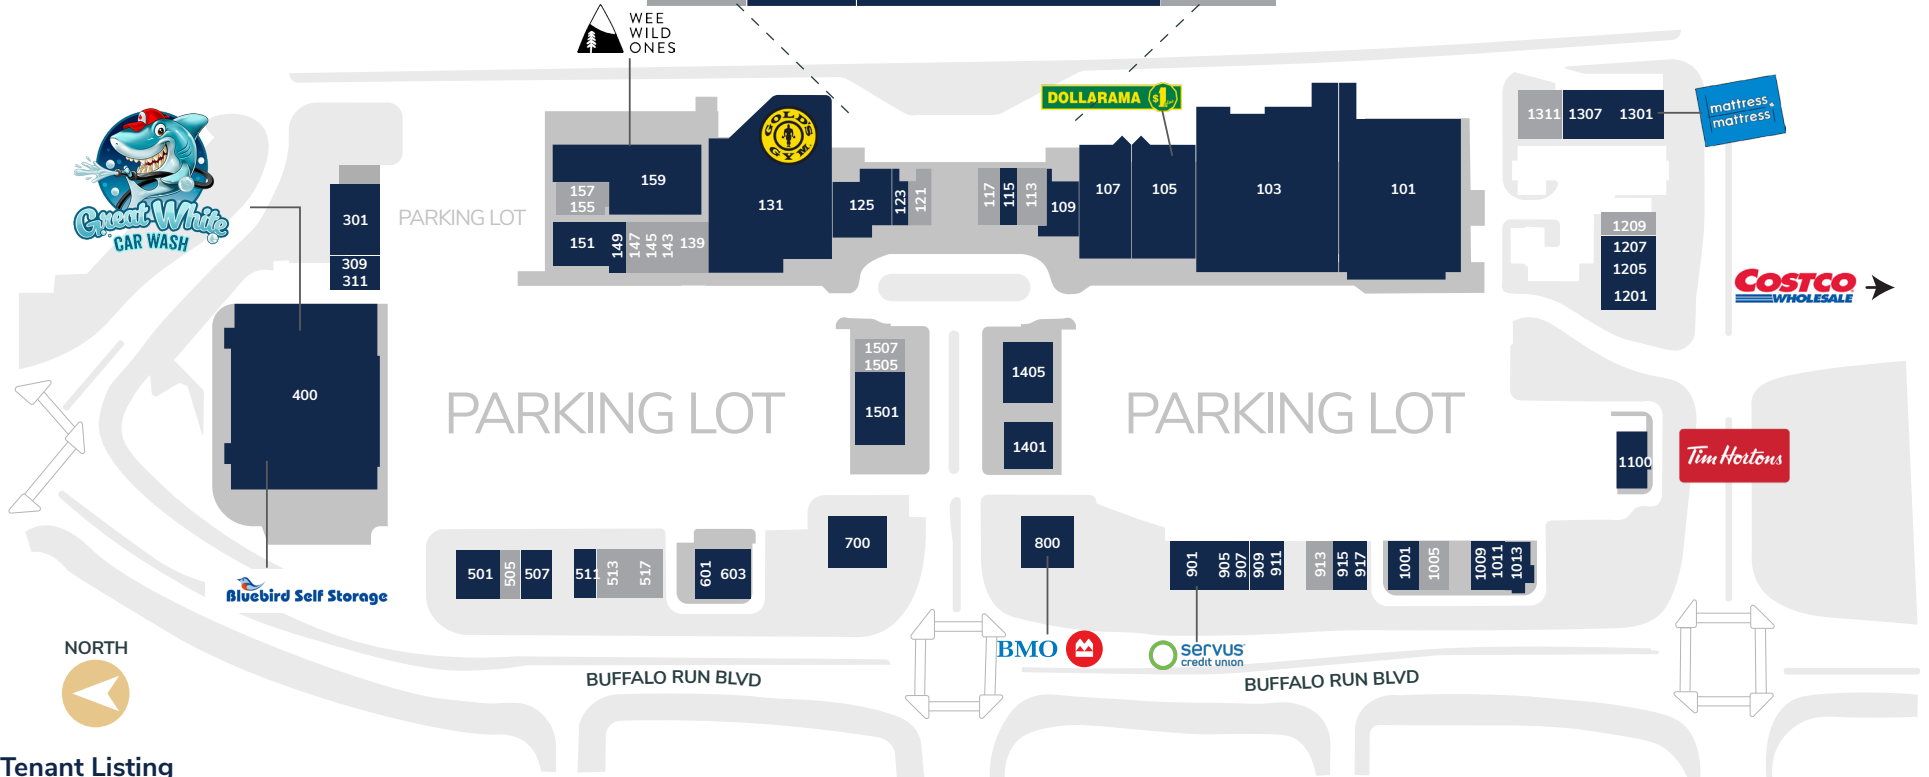 WEE
WILD
ONES
DOLLARAMA $1
GOLD'S
GYM
mattress
mattress
1311 1307 1301
Great White
CAR WASH
301
309
311
PARKING LOT
157
155
159
151
149
147
145
143
139
131
125
123
121
117
115
113
109
107
105
103
101
1209
1207
1205
1201
COSTCO
WHOLESALE
400
PARKING LOT
1507
1505
1501
1405
1401
PARKING LOT
1100
Tim Hortons
501
505
507
511
513
517
601
603
700
800
901
905
907
909
911
913
915
917
1001
1005
1009
1011
1013
Bluebird Self Storage
BMO
servus
credit union
NORTH
BUFFALO RUN BLVD
BUFFALO RUN BLVD
Tenant Listing